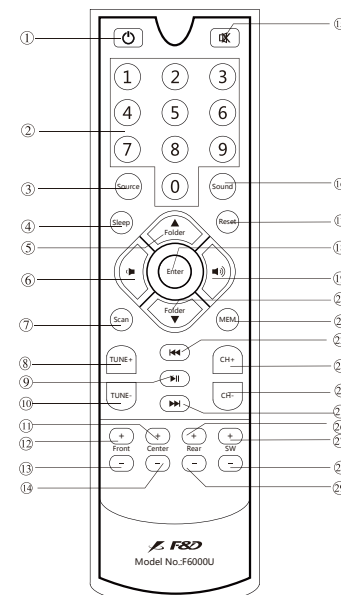 ①
1 2 3
②
4 5 6
7 8 9
③ Source 0 Sound
④ Sleep Reset
⑤ Folder
⑥ Enter
Folder
⑦ Scan MEM.
⑧ TUNE+ CH+
⑨
⑩ TUNE- CH-
⑪
⑫ + + + +
Front Center Rear SW
⑬ - - - -
⑭
F&D
Model No.:F6000U